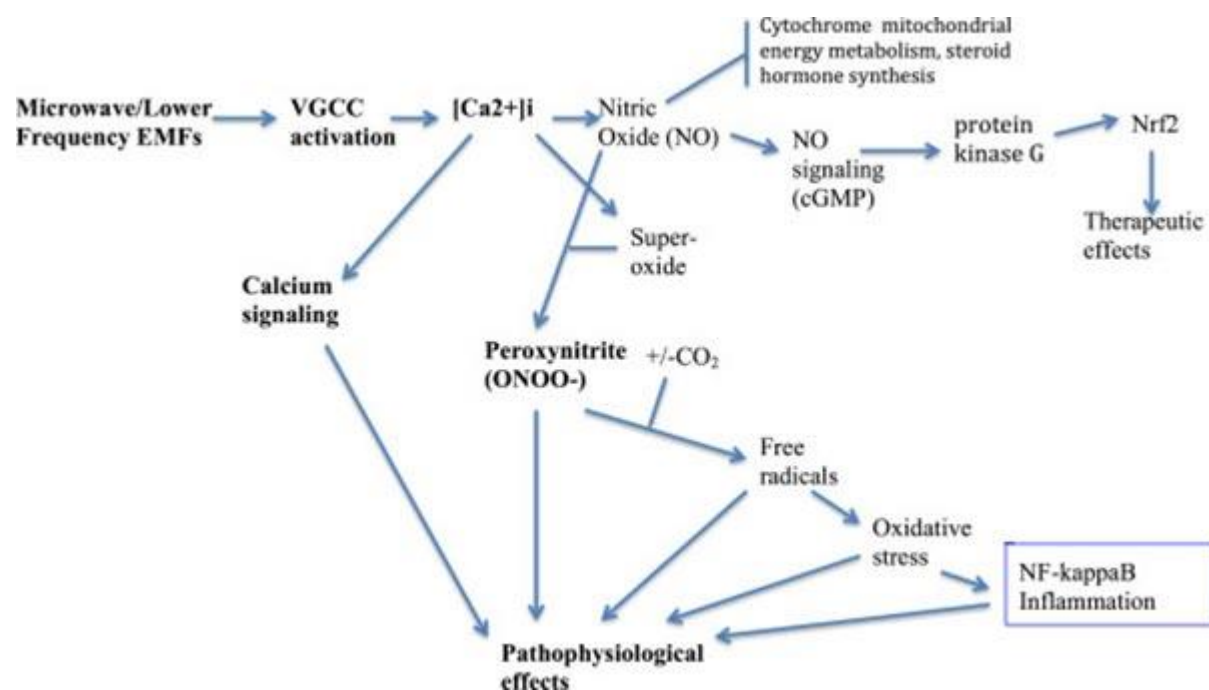 Cytochrome mitochondrial
energy metabolism, steroid
hormone synthesis
Microwave/Lower
Frequency EMFs
VGCC
activation
[Ca2+]i
Nitric
Oxide (NO)
NO
signaling
(cGMP)
protein
kinase G
Nrf2
Therapeutic
effects
Super-
oxide
Calcium
signaling
Peroxynitrite
(ONOO-)
+/-CO₂
Free
radicals
Oxidative
stress
NF-kappaB
Inflammation
Pathophysiological
effects